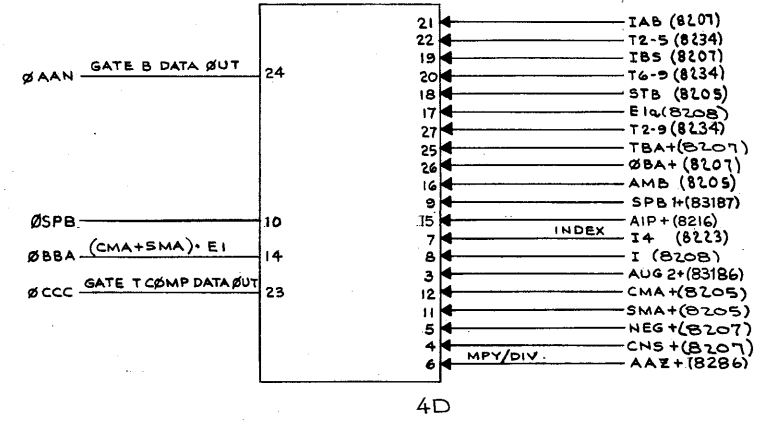 21 IAB (8207)
22 T2-5 (8234)
19 IBS (8207)
ØAAN GATE B DATA ØUT 24 20 T6-9 (8234)
18 STB (8205)
17 E1a(8208)
27 T2-9 (8234)
25 TBA+(8207)
26 ØBA+ (8207)
16 AMB (8205)
9 SPB 1+(83187)
ØSPB 10 15 AIP+ (8216)
7 INDEX I4 (8223)
ØBBA (CMA+SMA)· E1 14 8 I (8208)
3 AUG 2+(83186)
ØCCC GATE T CØMP DATA ØUT 23 12 CMA+(8205)
11 SMA+(8205)
5 NEG+(8207)
4 CNS+(8207)
6 MPY/DIV. AAZ+(8286)
4D